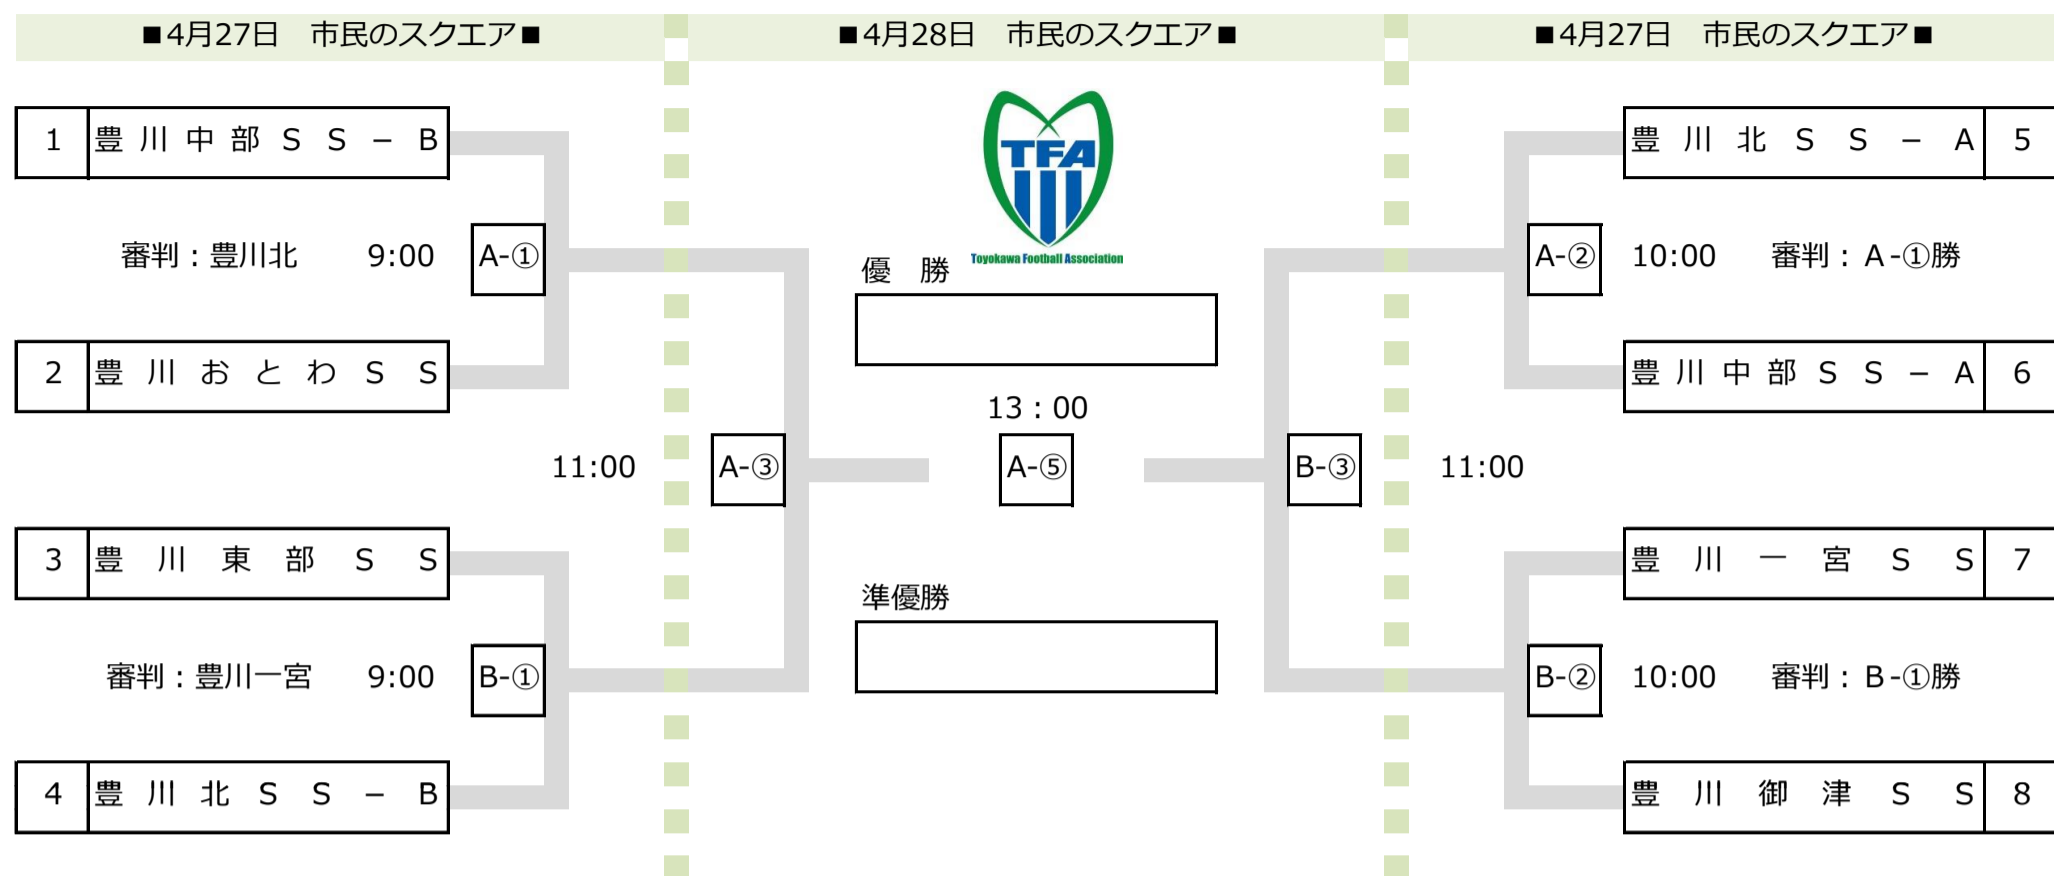 ■4月27日　市民のスクエア■
■4月28日　市民のスクエア■
■4月27日　市民のスクエア■
1 豊川中部ＳＳ－Ｂ
審判：豊川北　9:00　A-①
2 豊川おとわＳＳ
11:00
3 豊川東部ＳＳ
審判：豊川一宮　9:00　B-①
4 豊川北ＳＳ－Ｂ
TFA
Toyokawa Football Association
優　勝
13：00
A-③
A-⑤
B-③
準優勝
豊川北ＳＳ－Ａ 5
A-②　10:00　審判：Ａ-①勝
豊川中部ＳＳ－Ａ 6
11:00
豊川一宮ＳＳ 7
B-②　10:00　審判：Ｂ-①勝
豊川御津ＳＳ 8